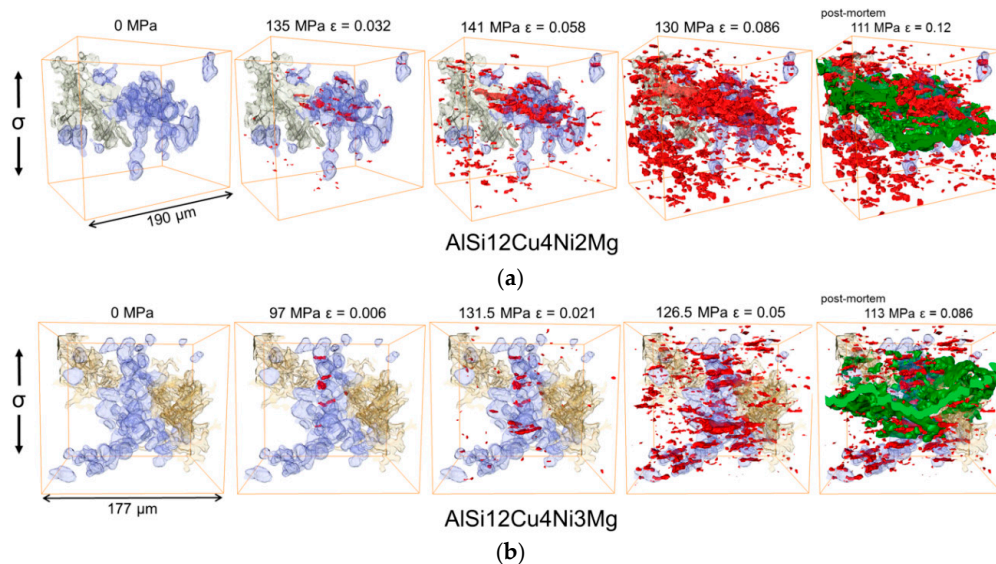 (a)
0 MPa
135 MPa ε = 0.032
141 MPa ε = 0.058
130 MPa ε = 0.086
post-mortem
111 MPa ε = 0.12
σ
190 μm
AlSi12Cu4Ni2Mg
(a)
0 MPa
97 MPa ε = 0.006
131.5 MPa ε = 0.021
126.5 MPa ε = 0.05
post-mortem
113 MPa ε = 0.086
σ
177 μm
AlSi12Cu4Ni3Mg
(b)